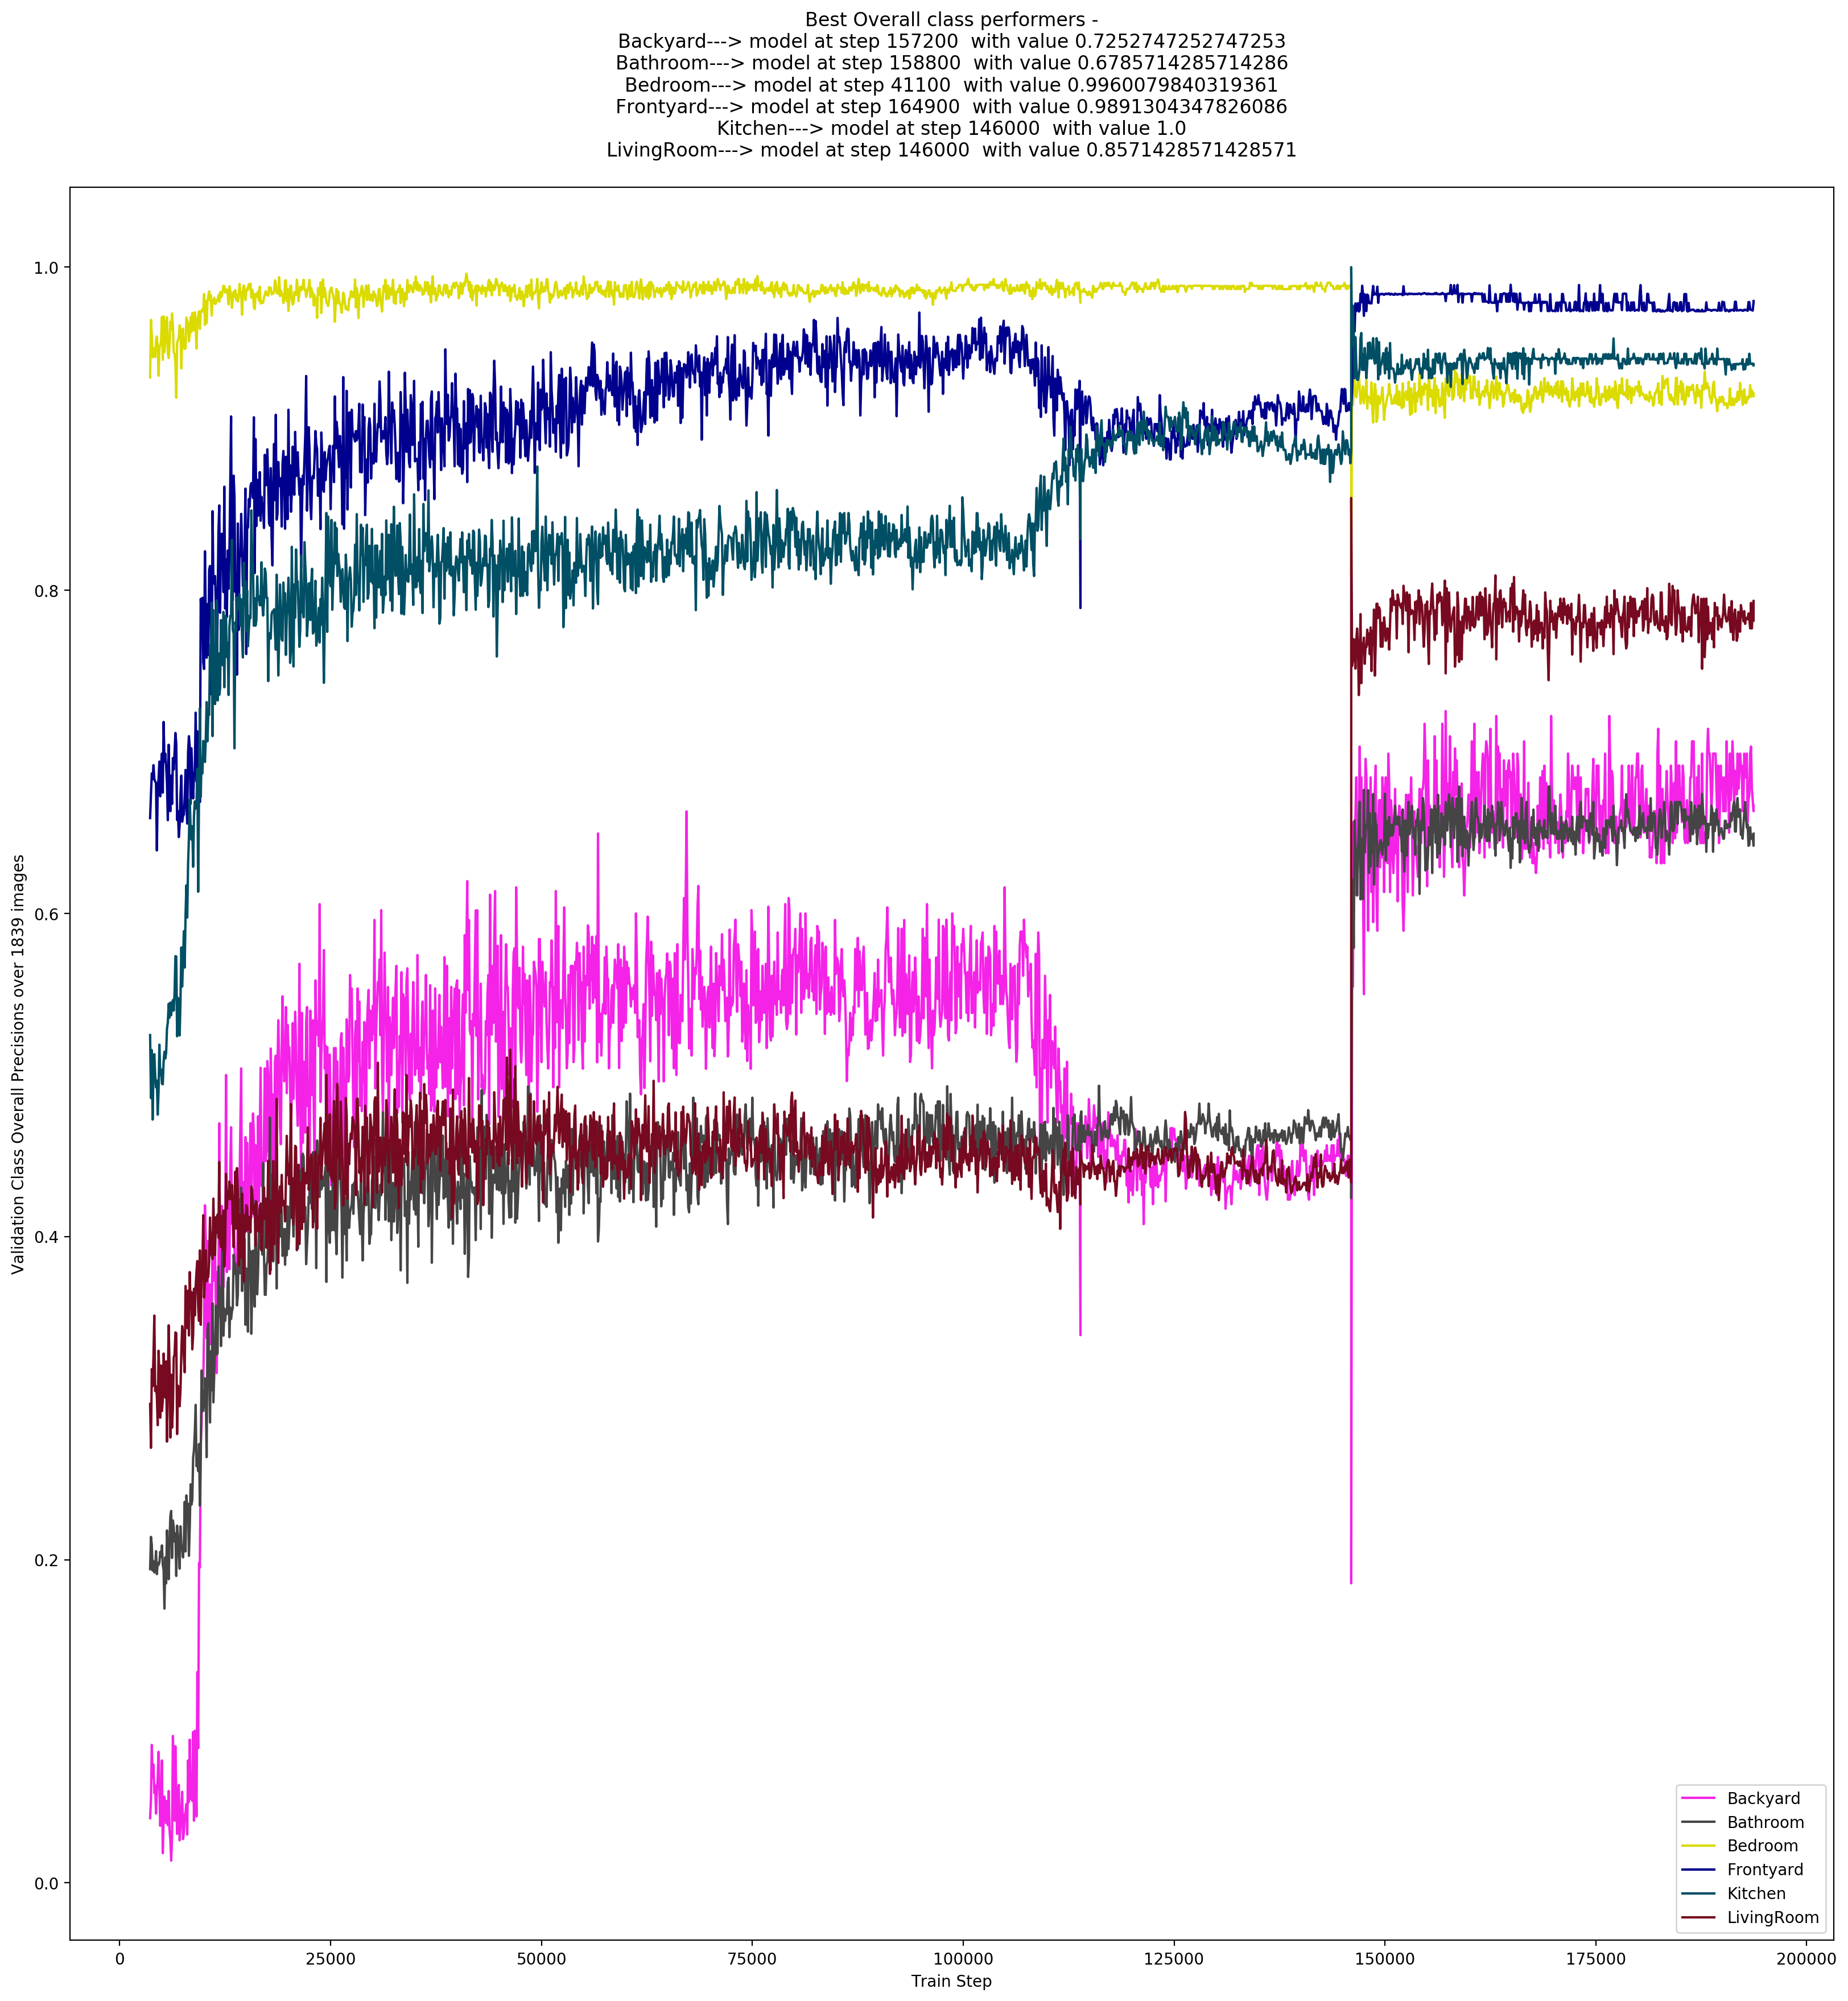 Best Overall class performers -
Backyard---> model at step 157200  with value 0.7252747252747253
Bathroom---> model at step 158800  with value 0.6785714285714286
Bedroom---> model at step 41100  with value 0.9960079840319361
Frontyard---> model at step 164900  with value 0.9891304347826086
Kitchen---> model at step 146000  with value 1.0
LivingRoom---> model at step 146000  with value 0.8571428571428571
Validation Class Overall Precisions over 1839 images
1.0
0.8
0.6
0.4
0.2
0.0
Backyard
Bathroom
Bedroom
Frontyard
Kitchen
LivingRoom
0 25000 50000 75000 100000 125000 150000 175000 200000
Train Step